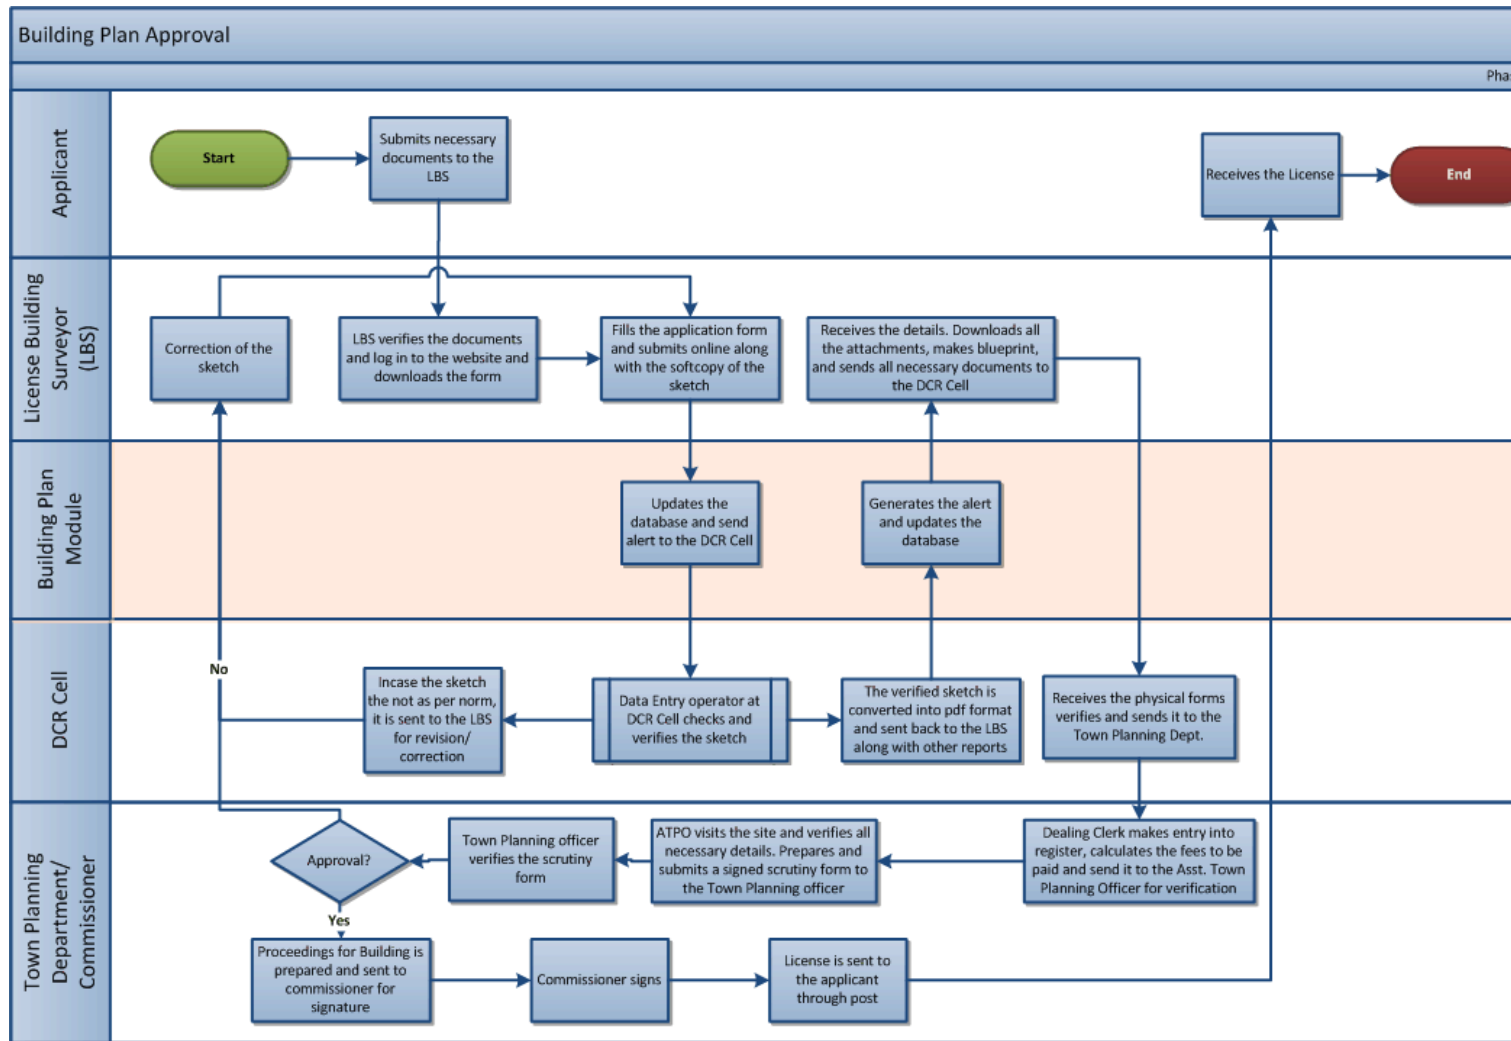 Building Plan Approval
Phas
Applicant
Start
Submits necessary
documents to the
LBS
Receives the License
End
License Building
Surveyor
(LBS)
Correction of the
sketch
LBS verifies the documents
and log in to the website and
downloads the form
Fills the application form
and submits online along
with the softcopy of the
sketch
Receives the details. Downloads all
the attachments, makes blueprint,
and sends all necessary documents to
the DCR Cell
Building Plan
Module
Updates the
database and send
alert to the DCR Cell
Generates the alert
and updates the
database
DCR Cell
No
Incase the sketch
the not as per norm,
it is sent to the LBS
for revision/
correction
Data Entry operator at
DCR Cell checks and
verifies the sketch
The verified sketch is
converted into pdf format
and sent back to the LBS
along with other reports
Receives the physical forms
verifies and sends it to the
Town Planning Dept.
Town Planning
Department/
Commissioner
Approval?
Town Planning officer
verifies the scrutiny
form
ATPO visits the site and verifies all
necessary details. Prepares and
submits a signed scrutiny form to
the Town Planning officer
Dealing Clerk makes entry into
register, calculates the fees to be
paid and send it to the Asst. Town
Planning Officer for verification
Yes
Proceedings for Building is
prepared and sent to
commissioner for
signature
Commissioner signs
License is sent to
the applicant
through post